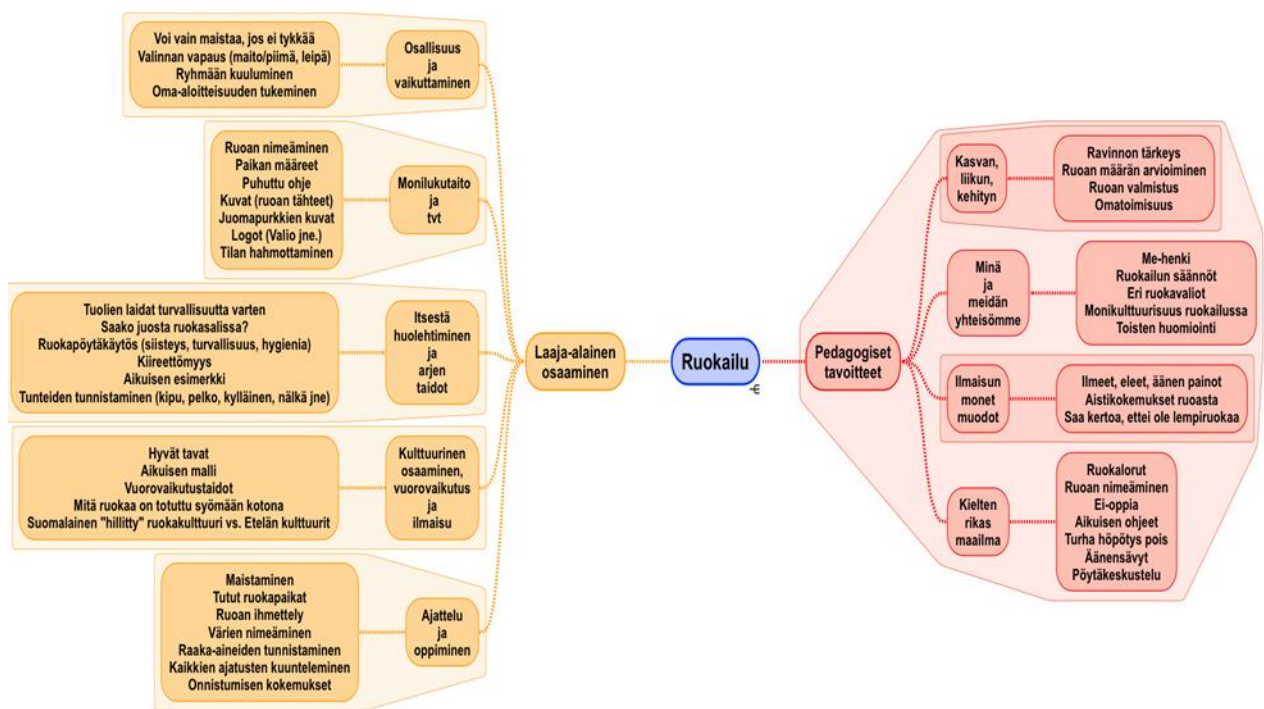 Voi vain maistaa, jos ei tykkää
Valinnan vapaus (maito/piimä, leipä)
Ryhmään kuuluminen
Oma-aloitteisuuden tukeminen
Osallisuus
ja
vaikuttaminen
Ruoan nimeäminen
Paikan määreet
Puhuttu ohje
Kuvat (ruoan tähteet)
Juomapurkkien kuvat
Logot (Valio jne.)
Tilan hahmottaminen
Monilukutaito
ja
tvt
Tuolien laidat turvallisuutta varten
Saako juosta ruokasalissa?
Ruokapöytäkäytös (siisteys, turvallisuus, hygienia)
Kiireettömyys
Aikuisen esimerkki
Tunteiden tunnistaminen (kipu, pelko, kylläinen, nälkä jne)
Itsestä
huolehtiminen
ja
arjen
taidot
Hyvät tavat
Aikuisen malli
Vuorovaikutustaidot
Mitä ruokaa on totuttu syömään kotona
Suomalainen "hillitty" ruokakulttuuri vs. Etelän kulttuurit
Kulttuurinen
osaaminen,
vuorovaikutus
ja
ilmaisu
Maistaminen
Tutut ruokapaikat
Ruoan ihmettely
Värien nimeäminen
Raaka-aineiden tunnistaminen
Kaikkien ajatusten kuunteleminen
Onnistumisen kokemukset
Ajattelu
ja
oppiminen
Laaja-alainen
osaaminen
Ruokailu
Pedagogiset
tavoitteet
Kasvan,
liikun,
kehityn
Ravinnon tärkeys
Ruoan määrän arvioiminen
Ruoan valmistus
Omatoimisuus
Minä
ja
meidän
yhteisömme
Me-henki
Ruokailun säännöt
Eri ruokavaliot
Monikulttuurisuus ruokailussa
Toisten huomiointi
Ilmaisun
monet
muodot
Ilmeet, eleet, äänen painot
Aistikokemukset ruoasta
Saa kertoa, ettei ole lempiruokaa
Kielten
rikas
maailma
Ruokalorut
Ruoan nimeäminen
Ei-oppia
Aikuisen ohjeet
Turha höpötys pois
Äänensävyt
Pöytäkeskustelu